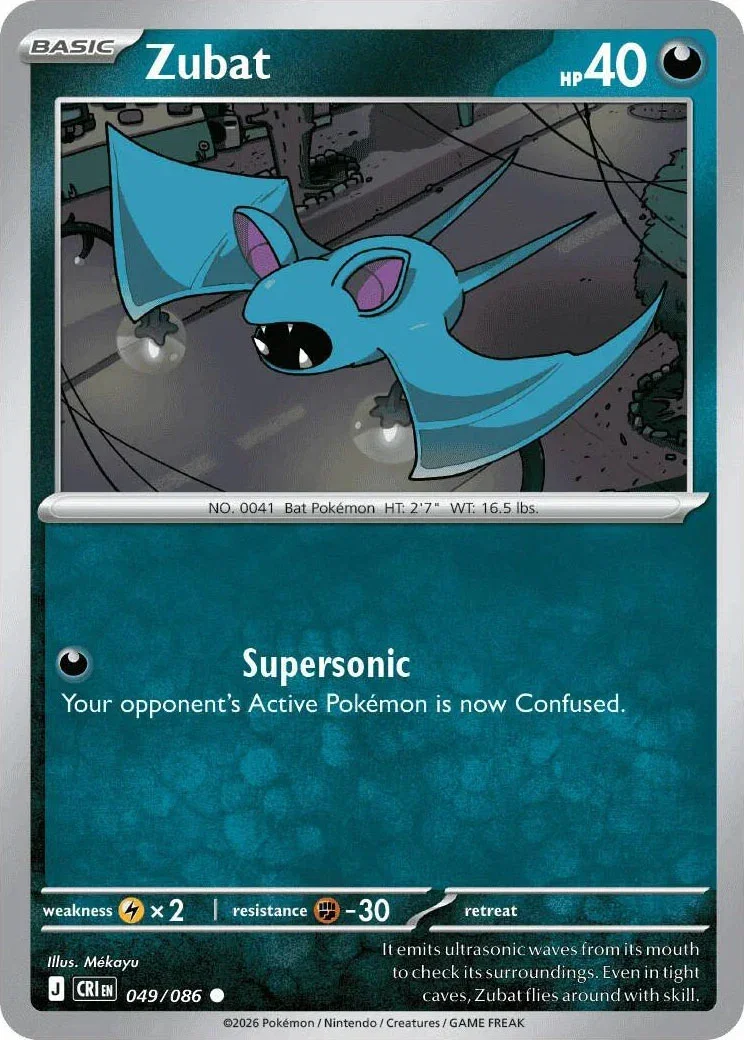 BASIC
Zubat
HP 40
NO. 0041 Bat Pokémon HT: 2'7" WT: 16.5 lbs.
Supersonic
Your opponent's Active Pokémon is now Confused.
weakness ×2 | resistance -30 retreat
It emits ultrasonic waves from its mouth
to check its surroundings. Even in tight
caves, Zubat flies around with skill.
Illus. Mékayu
J CRI EN 049/086
©2026 Pokémon / Nintendo / Creatures / GAME FREAK